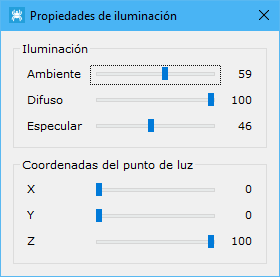 Propiedades de iluminación
Iluminación
Ambiente 59
Difuso 100
Especular 46
Coordenadas del punto de luz
X 0
Y 0
Z 100